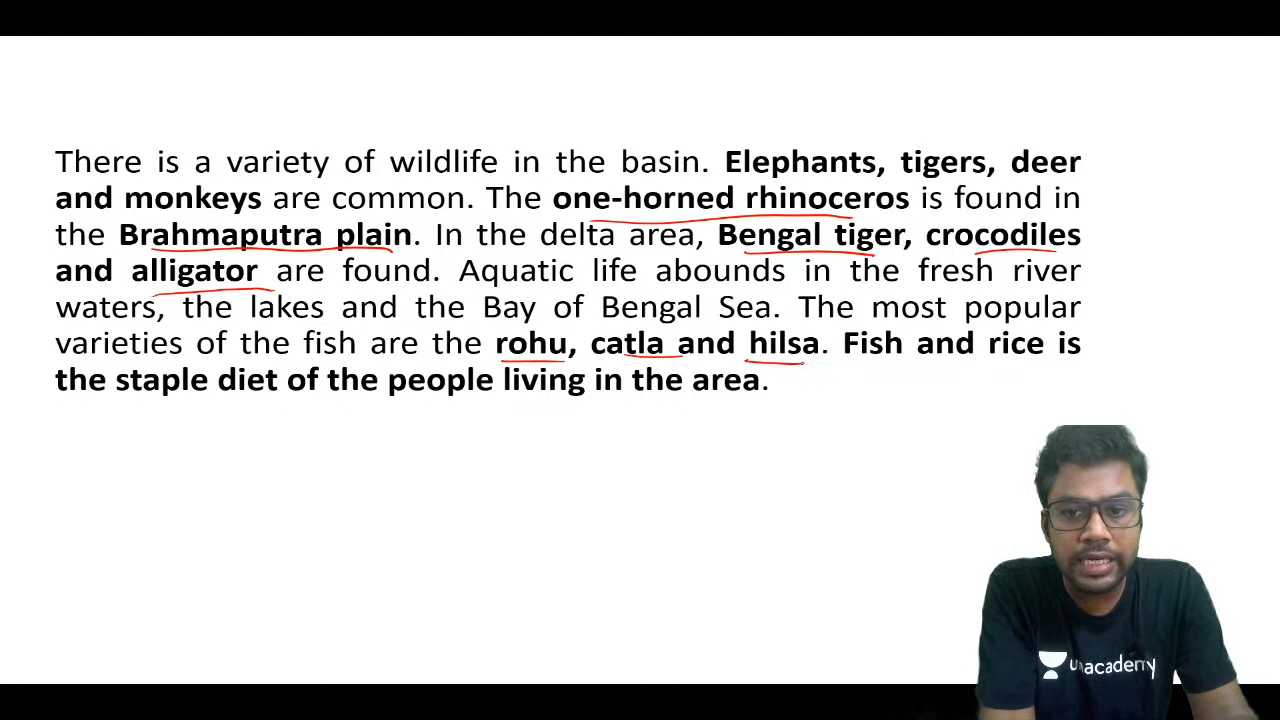 There is a variety of wildlife in the basin. Elephants, tigers, deer
and monkeys are common. The one-horned rhinoceros is found in
the Brahmaputra plain. In the delta area, Bengal tiger, crocodiles
and alligator are found. Aquatic life abounds in the fresh river
waters, the lakes and the Bay of Bengal Sea. The most popular
varieties of the fish are the rohu, catla and hilsa. Fish and rice is
the staple diet of the people living in the area.
unacademy